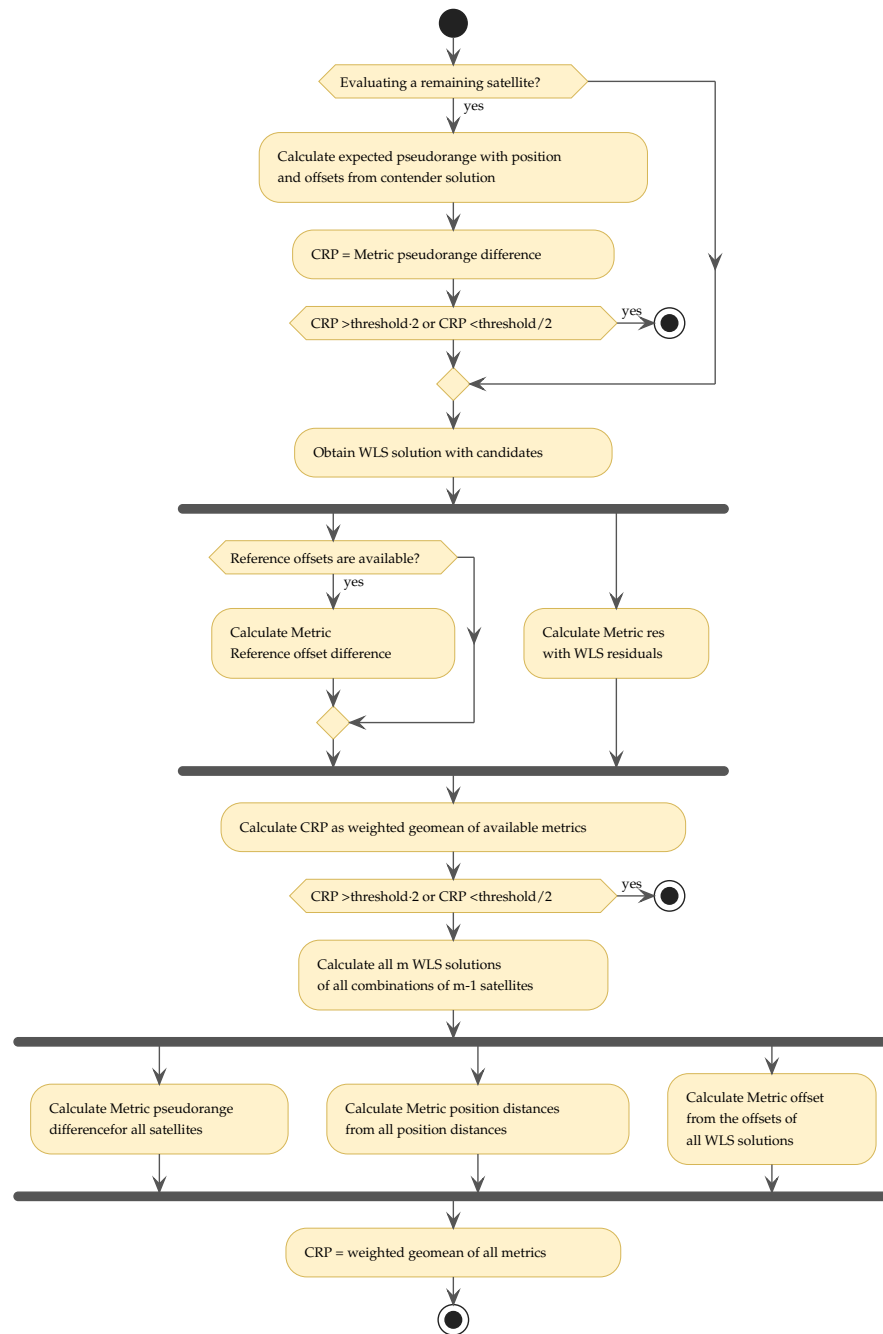 Evaluating a remaining satellite?
yes
Calculate expected pseudorange with position
and offsets from contender solution
CRP = Metric pseudorange difference
CRP >threshold·2 or CRP <threshold/2
yes
Obtain WLS solution with candidates
Reference offsets are available?
yes
Calculate Metric
Reference offset difference
Calculate Metric res
with WLS residuals
Calculate CRP as weighted geomean of available metrics
CRP >threshold·2 or CRP <threshold/2
yes
Calculate all m WLS solutions
of all combinations of m-1 satellites
Calculate Metric pseudorange
differencefor all satellites
Calculate Metric position distances
from all position distances
Calculate Metric offset
from the offsets of
all WLS solutions
CRP = weighted geomean of all metrics